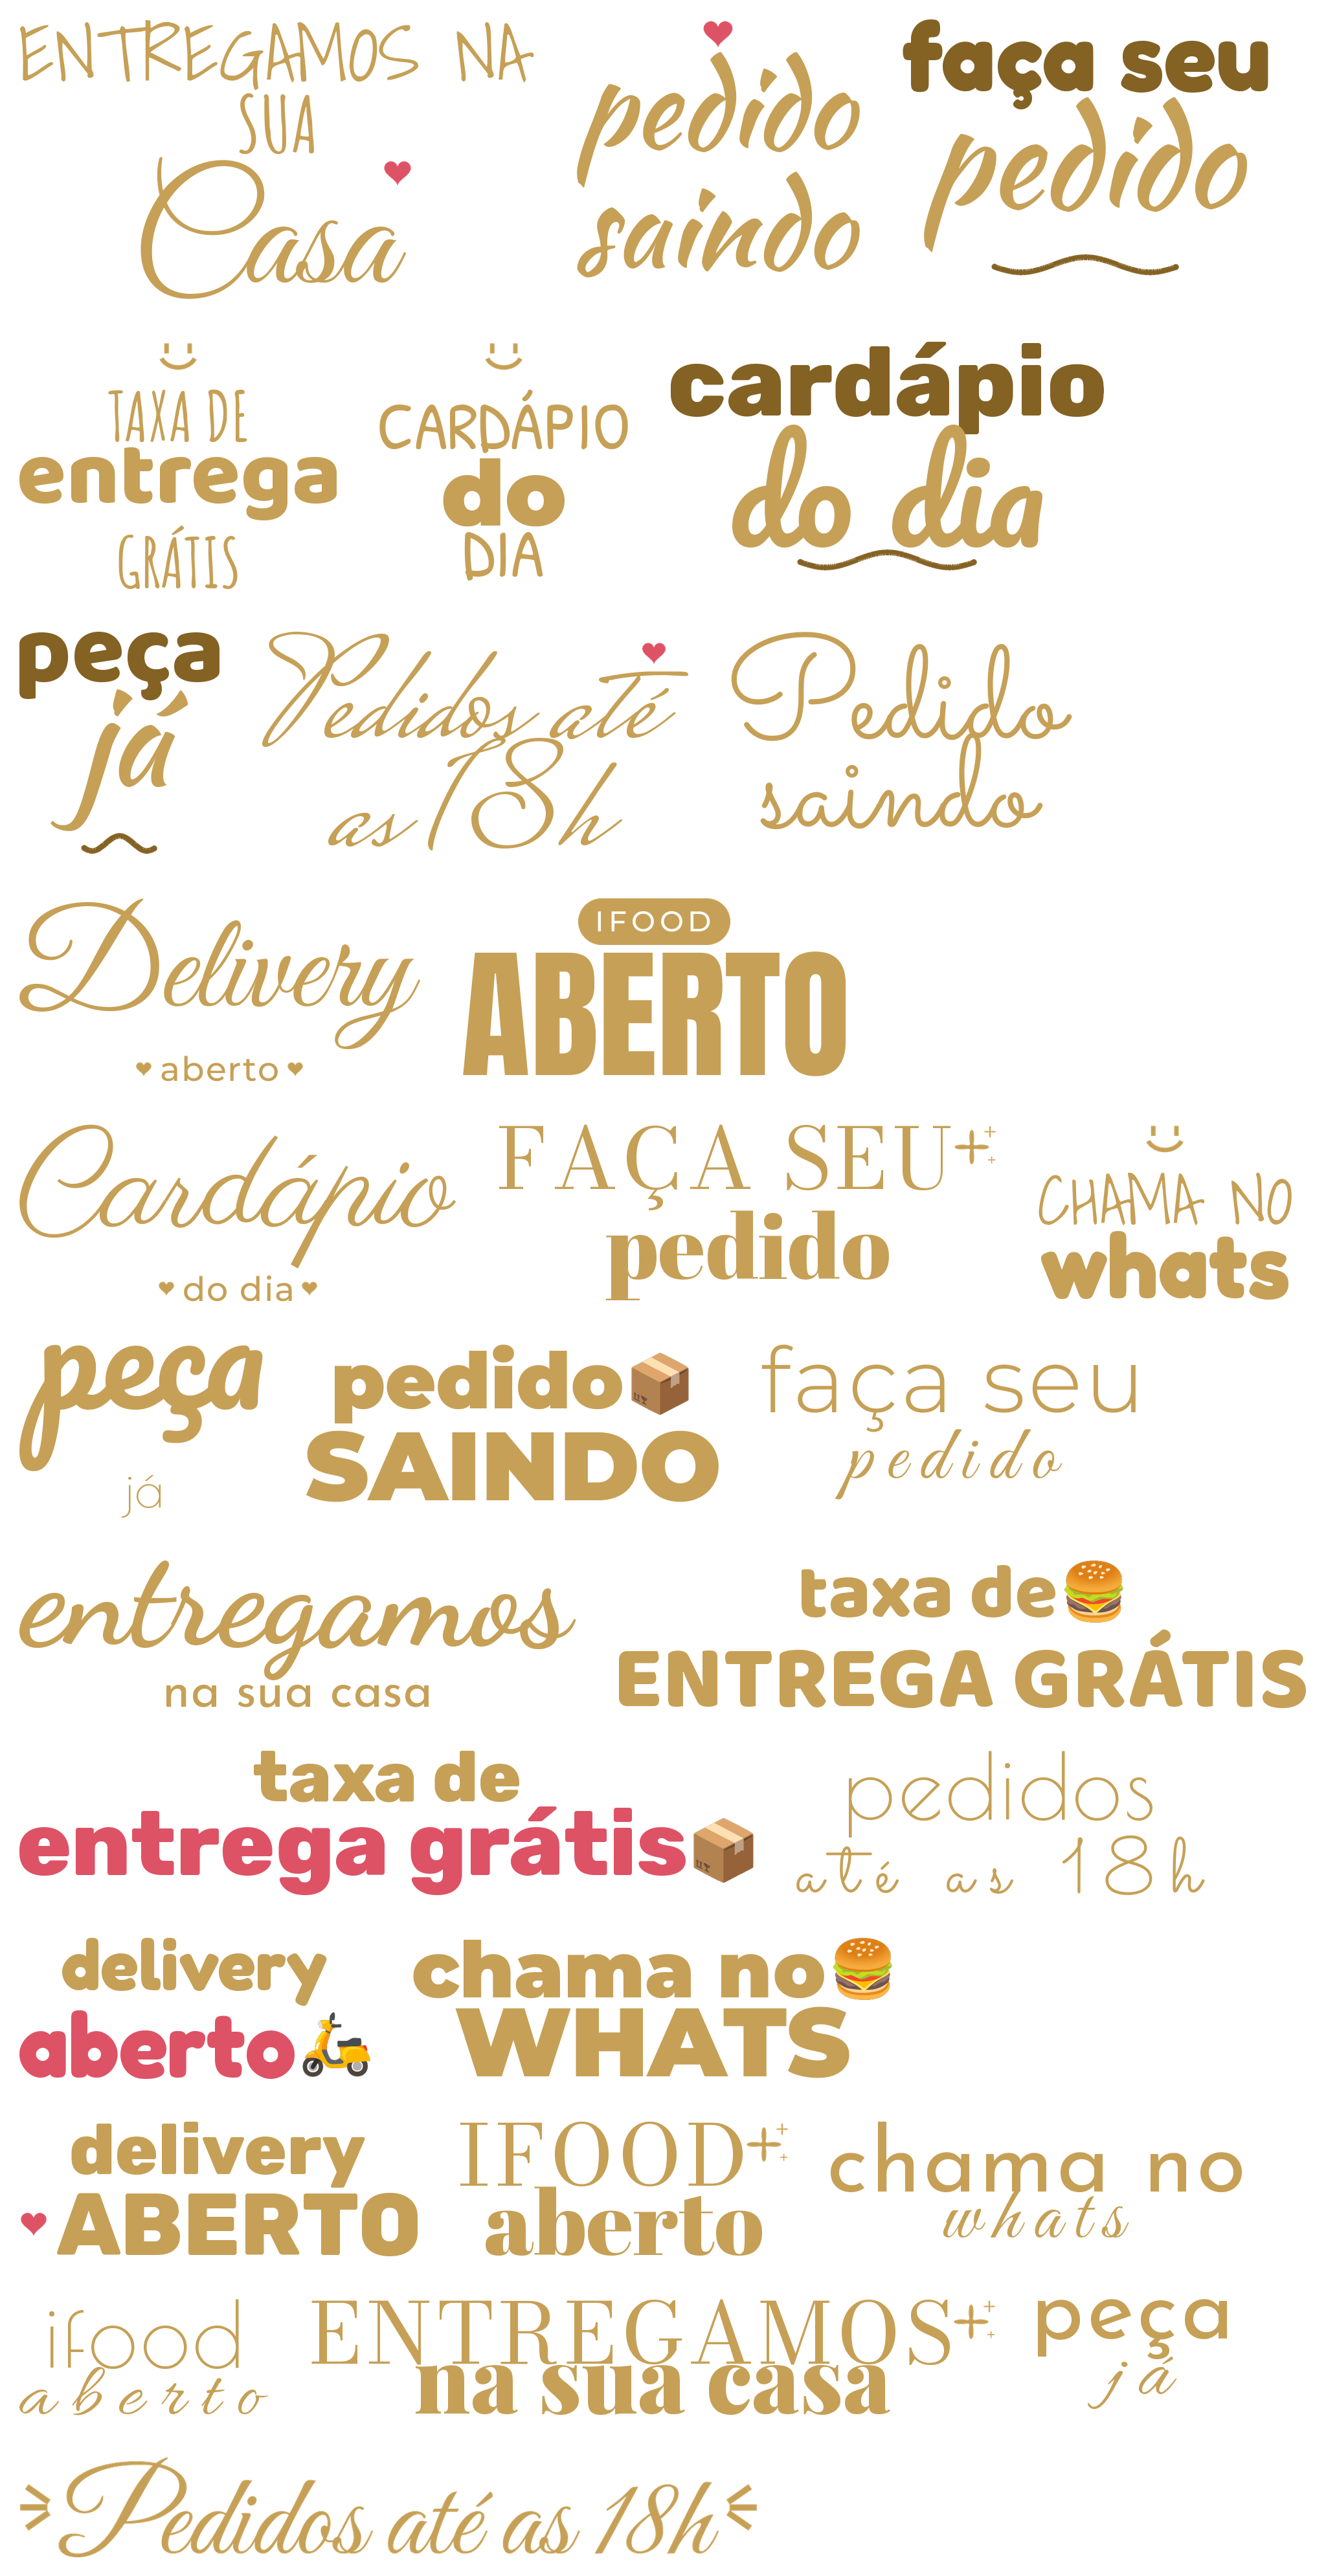 ENTREGAMOS NA
SUA
Casa
pedido
saindo
faça seu
pedido
TAXA DE
entrega
GRÁTIS
CARDÁPIO
do
DIA
cardápio
do dia
peça
já
Pedidos até
as 18h
Pedido
saindo
Delivery
aberto
IFOOD
ABERTO
Cardápio
do dia
FAÇA SEU
pedido
CHAMA NO
whats
peça
já
pedido
SAINDO
faça seu
pedido
entregamos
na sua casa
taxa de
ENTREGA GRÁTIS
taxa de
entrega grátis
pedidos
até as 18h
delivery
aberto
chama no
WHATS
delivery
ABERTO
IFOOD
aberto
chama no
whats
ifood
aberto
ENTREGAMOS
na sua casa
peça
já
Pedidos até as 18h